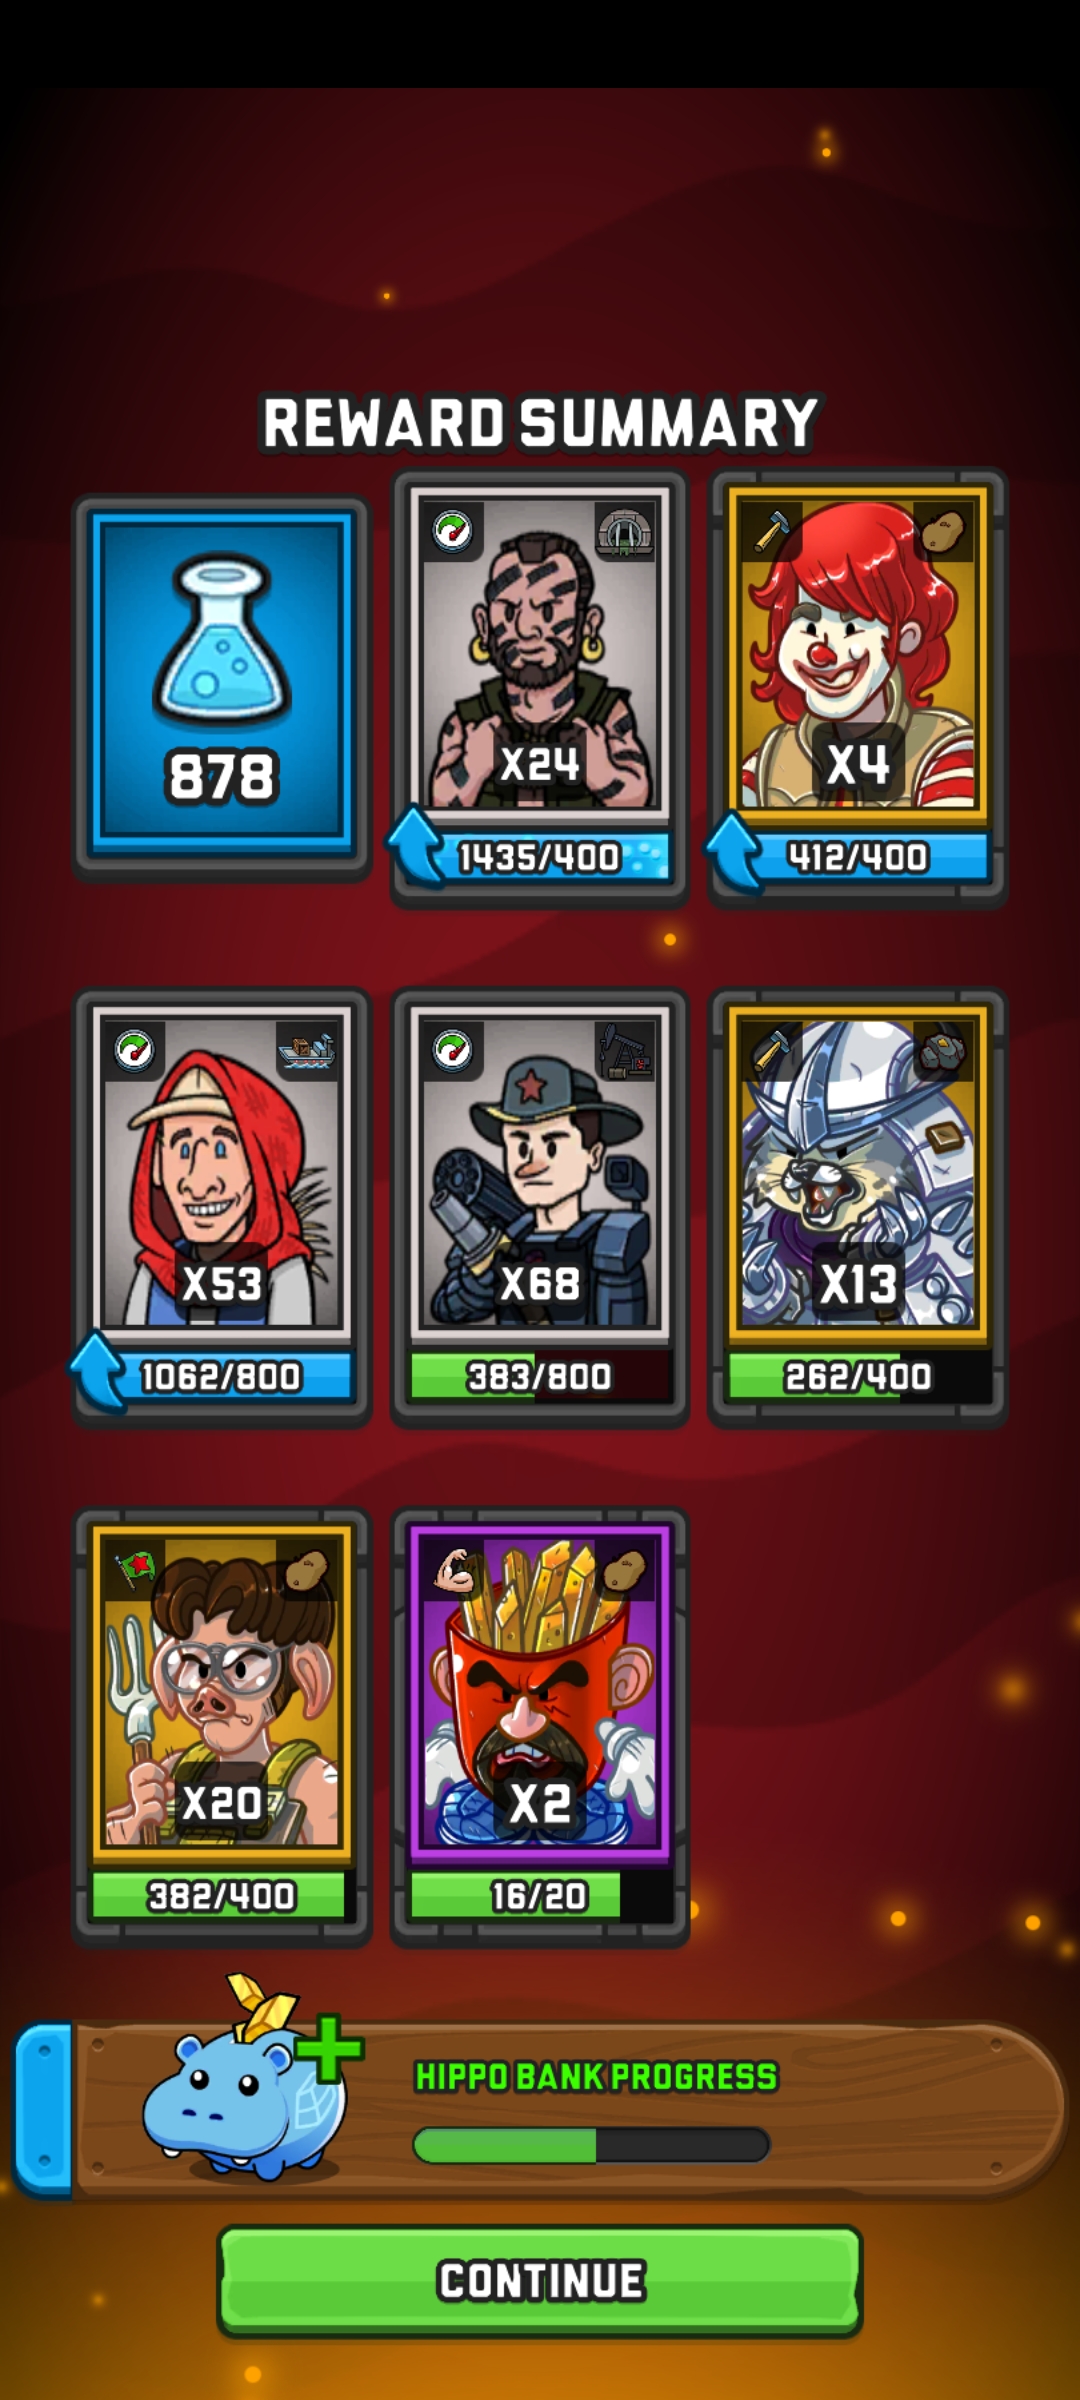 REWARD SUMMARY
878
X24
1435/400
X4
412/400
X53
1062/800
X68
383/800
X13
262/400
X20
382/400
X2
16/20
HIPPO BANK PROGRESS
CONTINUE